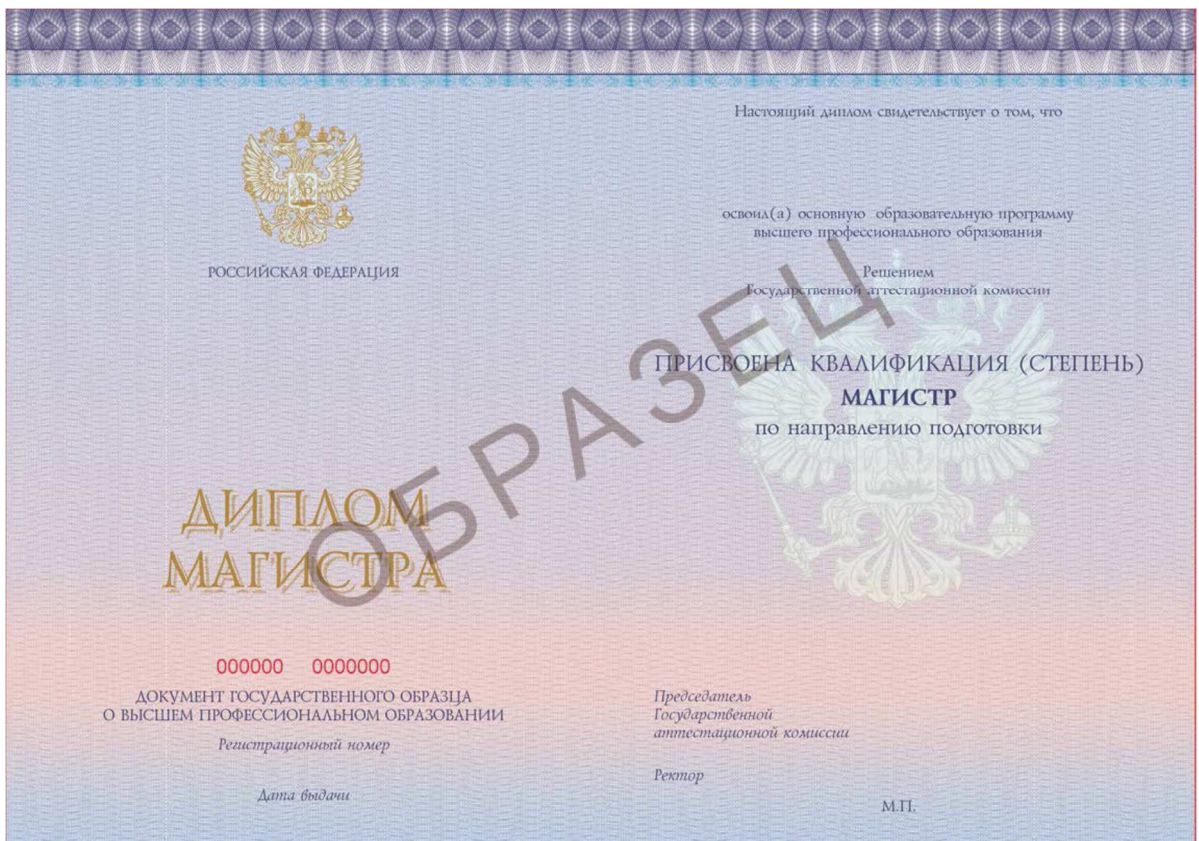 РОССИЙСКАЯ ФЕДЕРАЦИЯ
ДИПЛОМ
МАГИСТРА
000000 0000000
ДОКУМЕНТ ГОСУДАРСТВЕННОГО ОБРАЗЦА
О ВЫСШЕМ ПРОФЕССИОНАЛЬНОМ ОБРАЗОВАНИИ
Регистрационный номер
Дата выдачи
Настоящий диплом свидетельствует о том, что
освоил(а) основную образовательную программу
высшего профессионального образования
Решением
Государственной аттестационной комиссии
ПРИСВОЕНА КВАЛИФИКАЦИЯ (СТЕПЕНЬ)
МАГИСТР
по направлению подготовки
Председатель
Государственной
аттестационной комиссии
Ректор
М.П.
ОБРАЗЕЦ